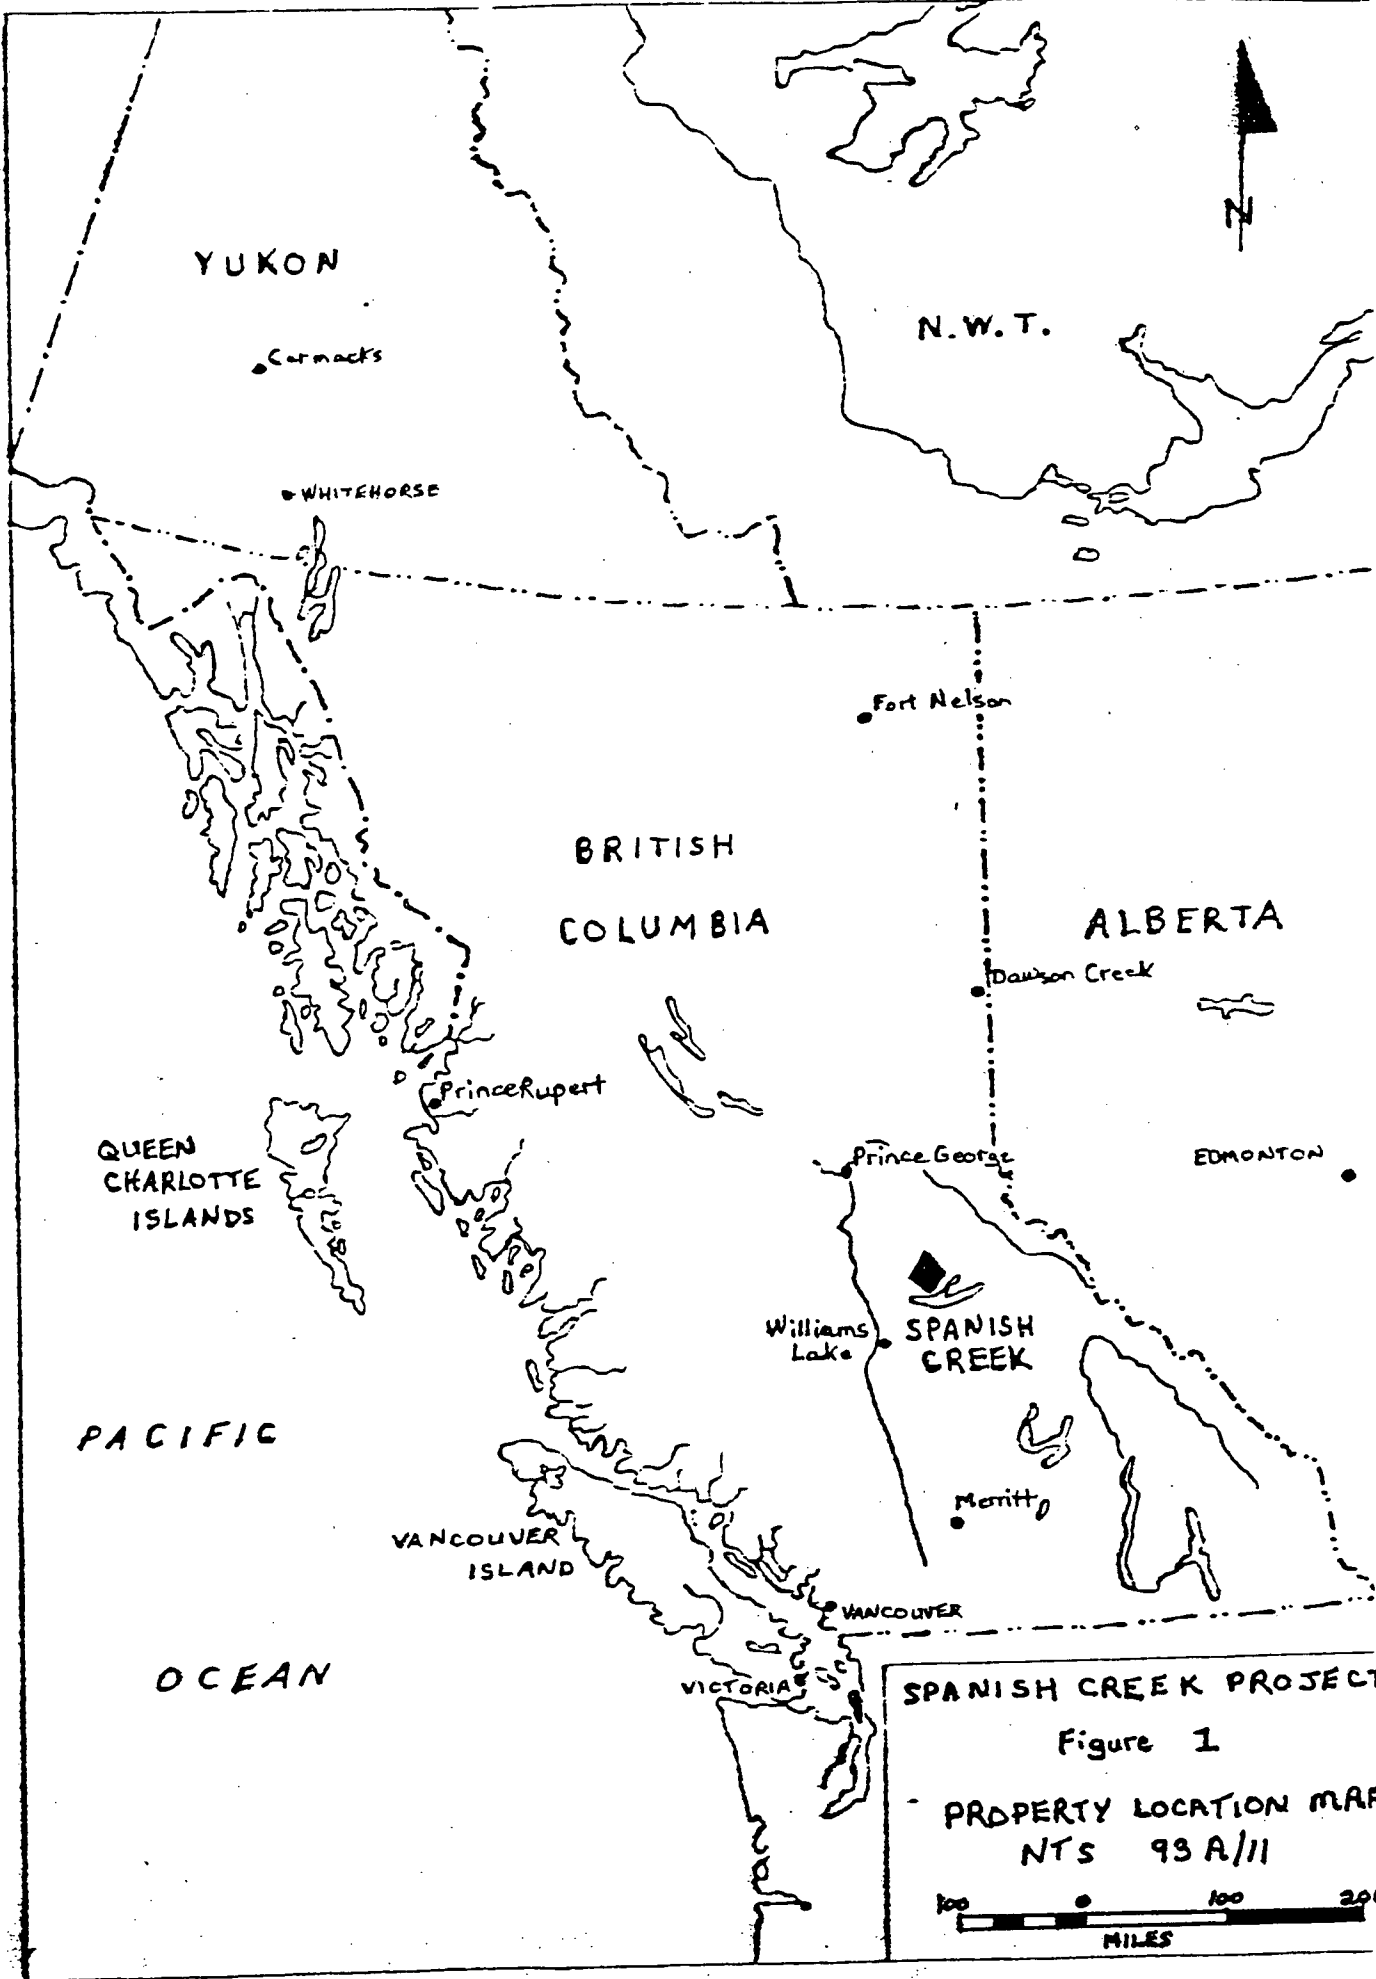 N
YUKON
N.W.T.
Carmacks
WHITEHORSE
Fort Nelson
BRITISH
COLUMBIA
ALBERTA
Dawson Creek
Prince Rupert
QUEEN
CHARLOTTE
ISLANDS
Prince George
EDMONTON
Williams
Lake
SPANISH
CREEK
PACIFIC
Merritt
VANCOUVER
ISLAND
VANCOUVER
OCEAN
VICTORIA
SPANISH CREEK PROJECT
Figure 1
PROPERTY LOCATION MAP
NTS 93 A/11
100 0 100 200
MILES